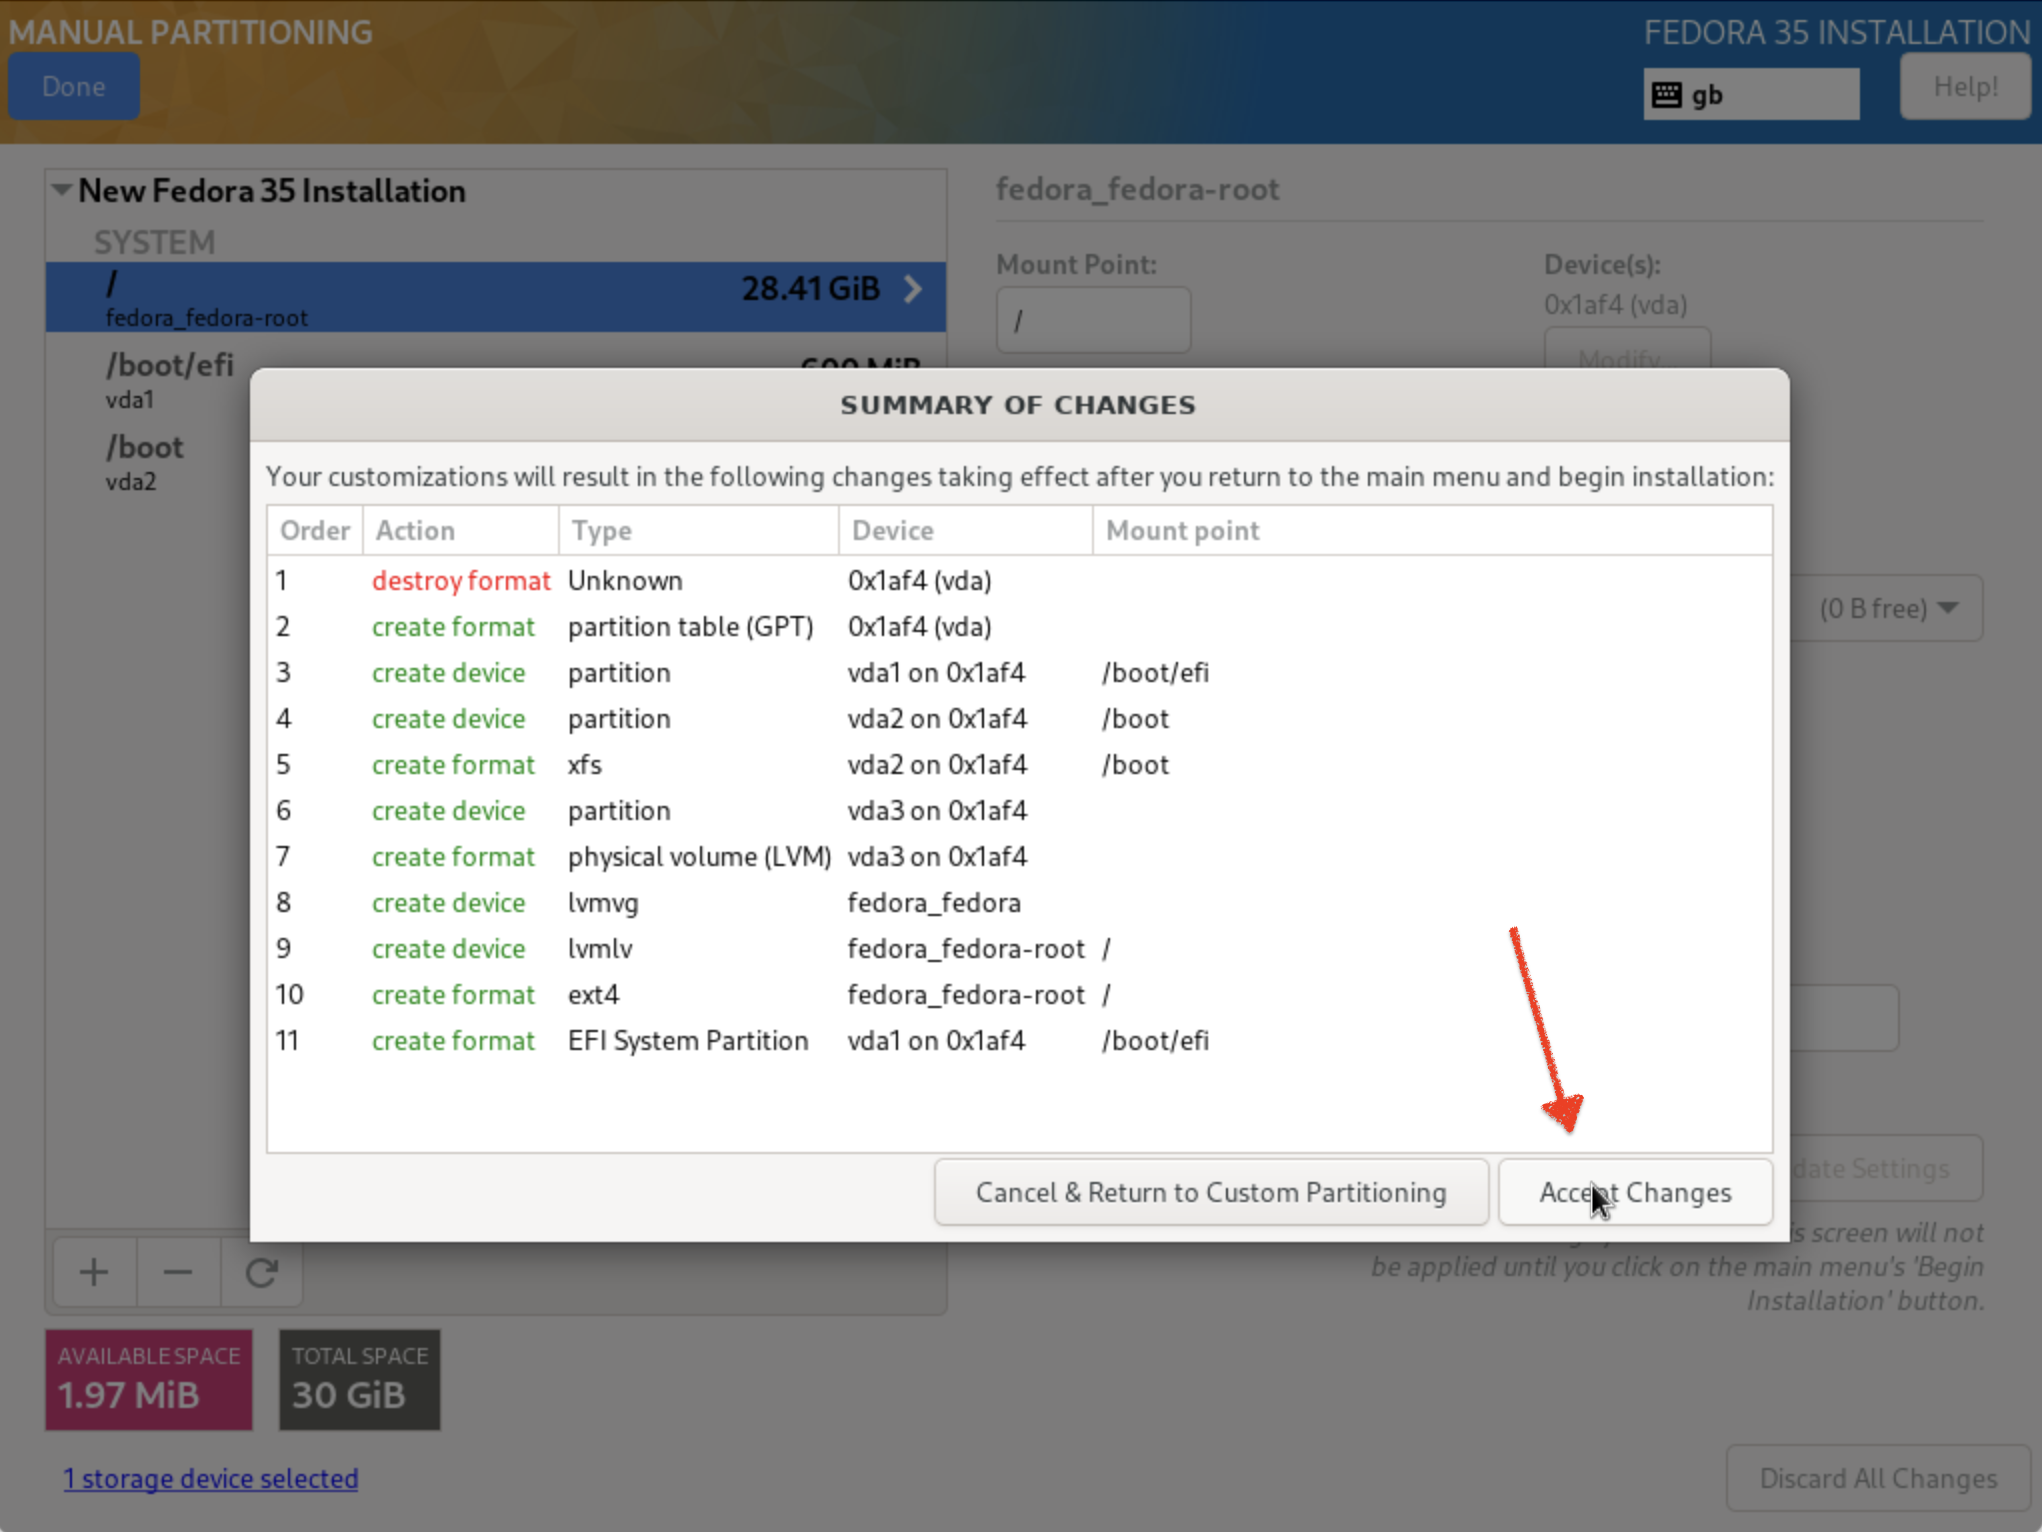 MANUAL PARTITIONING
FEDORA 35 INSTALLATION
Done
gb
Help!
New Fedora 35 Installation
SYSTEM
/
28.41 GiB
fedora_fedora-root
/boot/efi
600 MiB
vda1
/boot
vda2
fedora_fedora-root
Mount Point:
Device(s):
/
0x1af4 (vda)
Modify...
(0 B free)
SUMMARY OF CHANGES
Your customizations will result in the following changes taking effect after you return to the main menu and begin installation:
Order Action Type Device Mount point
1 destroy format Unknown 0x1af4 (vda)
2 create format partition table (GPT) 0x1af4 (vda)
3 create device partition vda1 on 0x1af4 /boot/efi
4 create device partition vda2 on 0x1af4 /boot
5 create format xfs vda2 on 0x1af4 /boot
6 create device partition vda3 on 0x1af4
7 create format physical volume (LVM) vda3 on 0x1af4
8 create device lvmvg fedora_fedora
9 create device lvmlv fedora_fedora-root /
10 create format ext4 fedora_fedora-root /
11 create format EFI System Partition vda1 on 0x1af4 /boot/efi
Cancel & Return to Custom Partitioning
Accept Changes
date Settings
is screen will not
be applied until you click on the main menu's 'Begin
Installation' button.
AVAILABLE SPACE
1.97 MiB
TOTAL SPACE
30 GiB
1 storage device selected
Discard All Changes